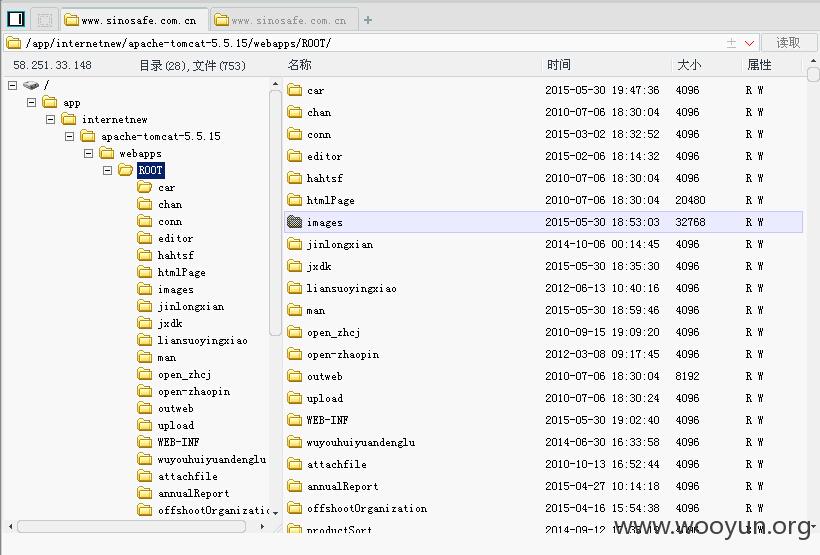 www.sinosafe.com.cn www.sinosafe.com.cn +
/app/internetnew/apache-tomcat-5.5.15/webapps/ROOT/ 读取
58.251.33.148 目录(28),文件(753) 名称 时间 大小 属性
/
app
internetnew
apache-tomcat-5.5.15
webapps
ROOT
car
chan
conn
editor
hahtsf
htmlPage
images
jinlongxian
jxdk
liansuoyingxiao
man
open_zhcj
open-zhaopin
outweb
upload
WEB-INF
wuyouhuiyuandenglu
attachfile
annualReport
offshootOrganizatio
car 2015-05-30 19:47:36 4096 R W
chan 2010-07-06 18:30:04 4096 R W
conn 2015-03-02 18:32:52 4096 R W
editor 2015-02-06 18:14:32 4096 R W
hahtsf 2010-07-06 18:30:04 4096 R W
htmlPage 2010-07-06 18:30:04 20480 R W
images 2015-05-30 18:53:03 32768 R W
jinlongxian 2014-10-06 00:14:45 4096 R W
jxdk 2015-05-30 18:35:30 4096 R W
liansuoyingxiao 2012-06-13 10:40:16 4096 R W
man 2015-05-30 18:59:46 4096 R W
open_zhcj 2010-09-15 19:09:20 4096 R W
open-zhaopin 2012-03-08 09:17:45 4096 R W
outweb 2010-07-06 18:30:04 8192 R W
upload 2010-07-06 18:30:24 4096 R W
WEB-INF 2015-05-30 19:02:40 4096 R W
wuyouhuiyuandenglu 2014-06-30 16:33:58 4096 R W
attachfile 2010-10-13 16:52:44 4096 R W
annualReport 2015-04-27 10:14:18 4096 R W
offshootOrganization 2015-04-16 15:54:38 4096 R W
productSort 2014-09-12
www.wooyun.org